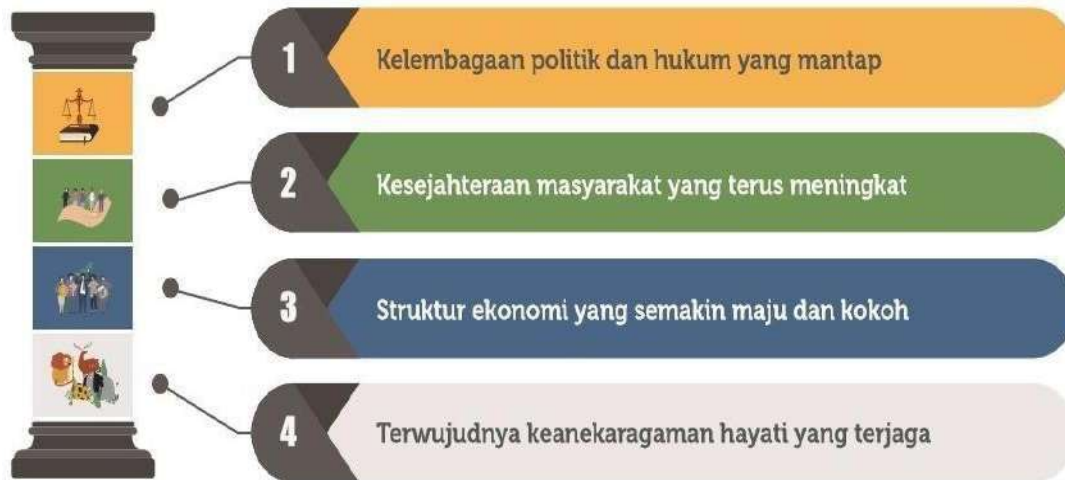 1
Kelembagaan politik dan hukum yang mantap
2
Kesejahteraan masyarakat yang terus meningkat
3
Struktur ekonomi yang semakin maju dan kokoh
4
Terwujudnya keanekaragaman hayati yang terjaga